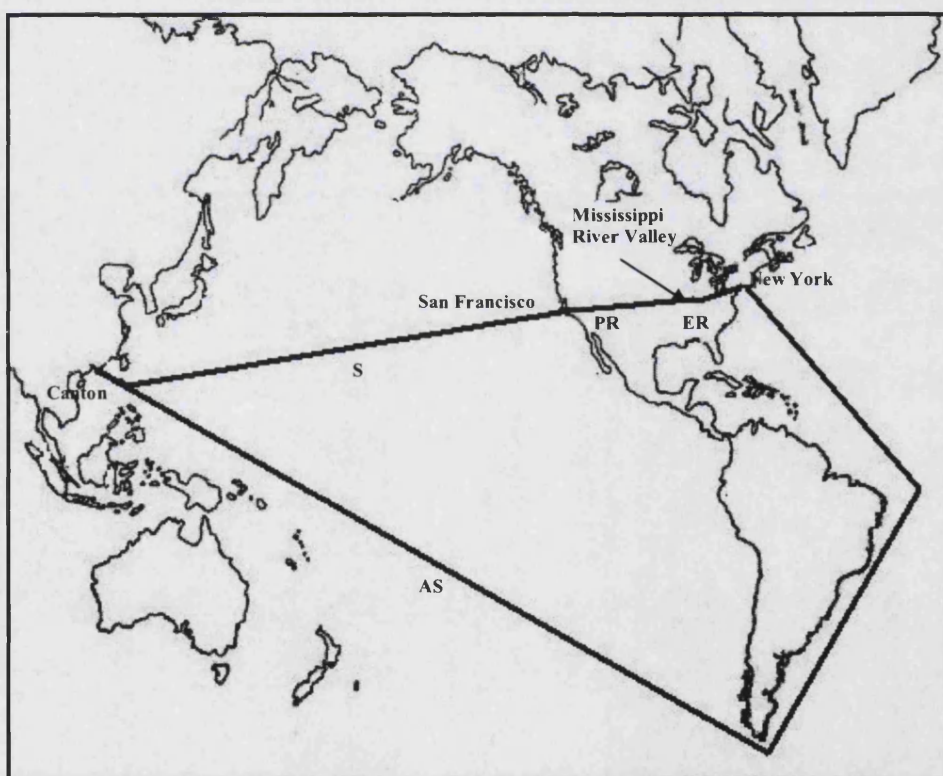 Mississippi
River Valley
New York
San Francisco
PR
ER
S
Canton
AS